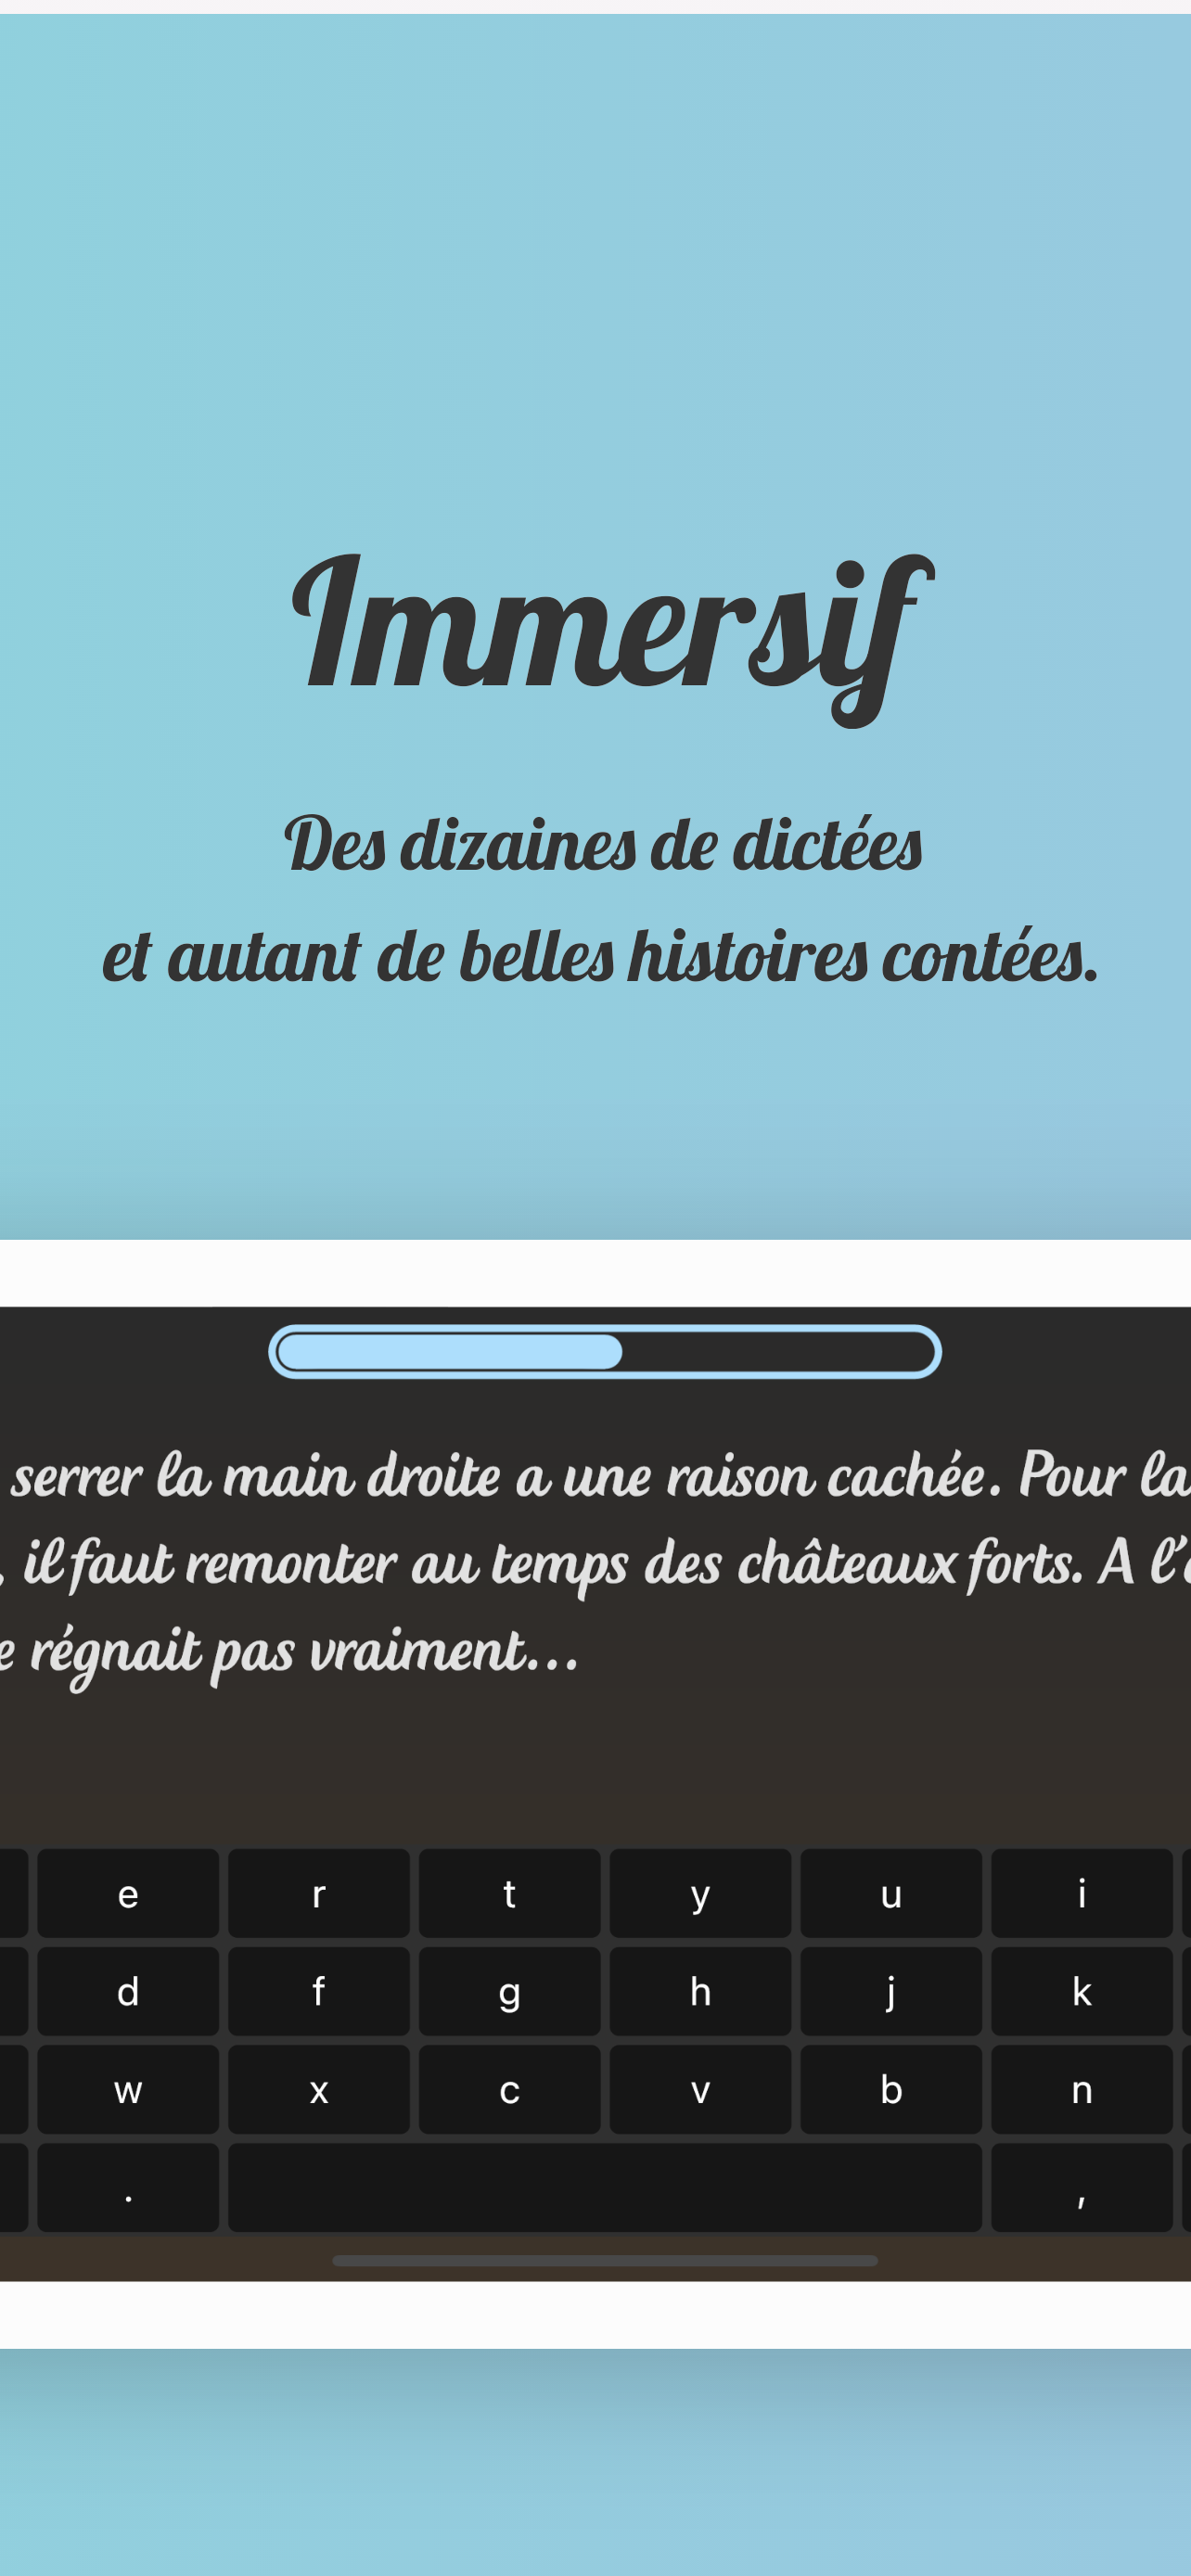 Immersif
Des dizaines de dictées
et autant de belles histoires contées.
serrer la main droite a une raison cachée. Pour la
, il faut remonter au temps des châteaux forts. A l'
régnait pas vraiment...
e r t y u i
d f g h j k
w x c v b n
. ,